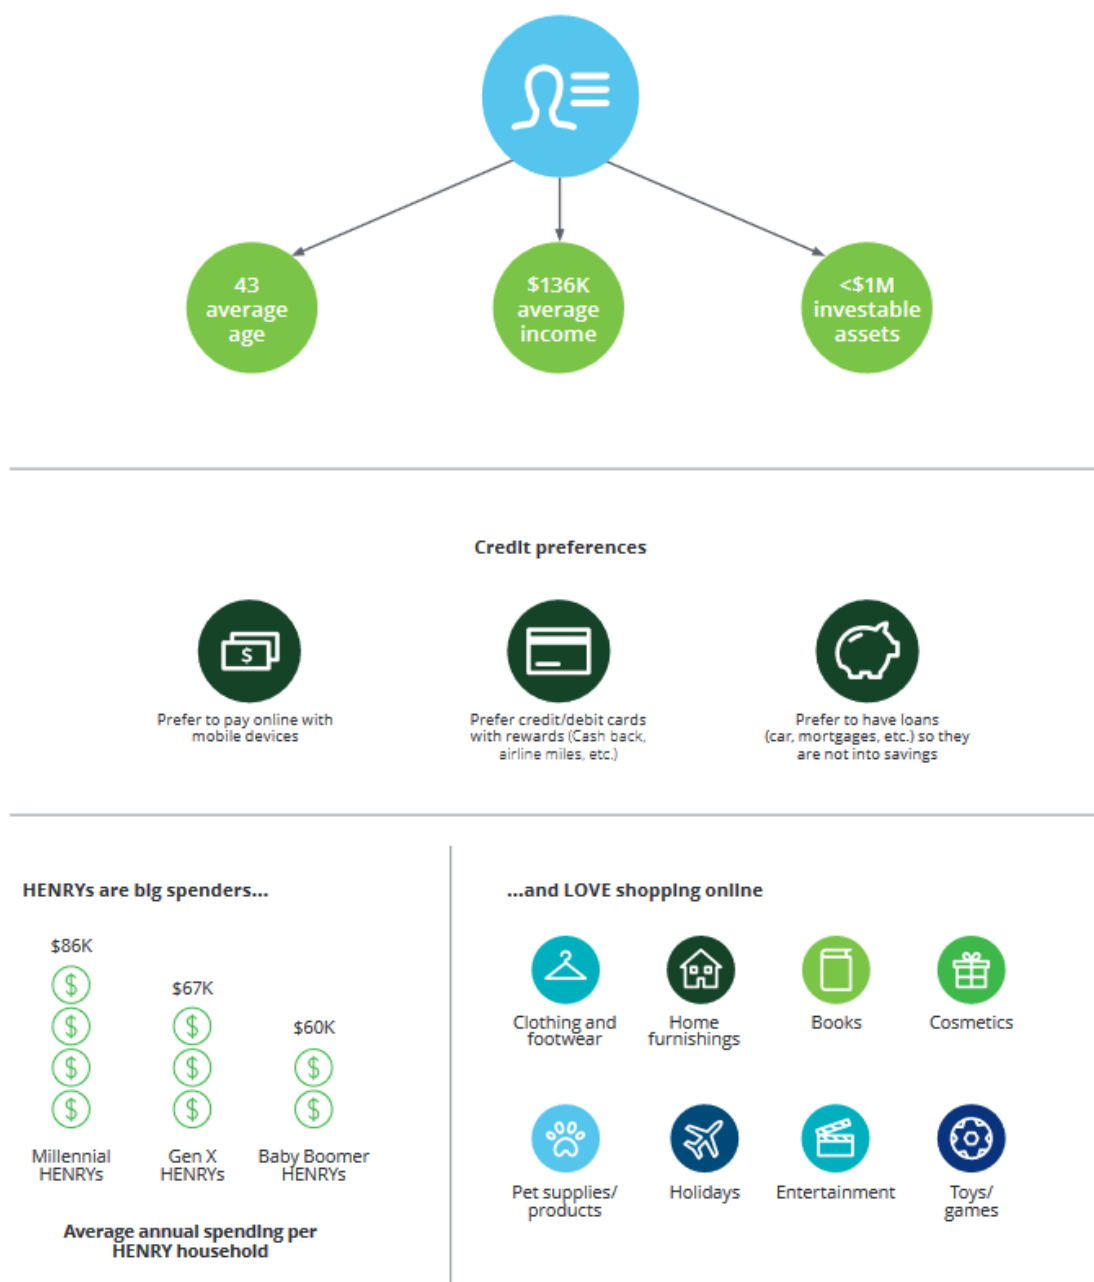 43
average
age
$136K
average
income
<$1M
investable
assets
Credit preferences
$
Prefer to pay online with
mobile devices
Prefer credit/debit cards
with rewards (Cash back,
airline miles, etc.)
Prefer to have loans
(car, mortgages, etc.) so they
are not into savings
HENRYs are big spenders...
$86K
$
$
$
$
Millennial
HENRYs
$67K
$
$
$
Gen X
HENRYs
$60K
$
$
Baby Boomer
HENRYs
Average annual spending per
HENRY household
...and LOVE shopping online
Clothing and
footwear
Home
furnishings
Books
Cosmetics
Pet supplies/
products
Holidays
Entertainment
Toys/
games